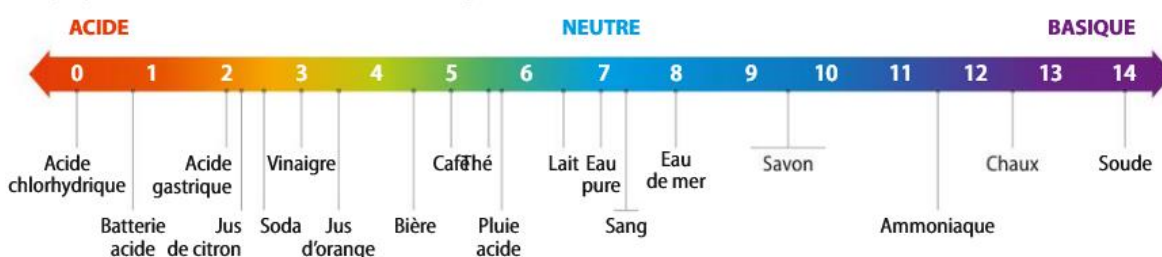 ACIDE NEUTRE BASIQUE
0 1 2 3 4 5 6 7 8 9 10 11 12 13 14
Acide chlorhydrique
Acide gastrique
Vinaigre
Café
Thé
Lait
Eau pure
Eau de mer
Savon
Chaux
Soude
Batterie acide
Jus de citron
Soda
Jus d'orange
Bière
Pluie acide
Sang
Ammoniaque